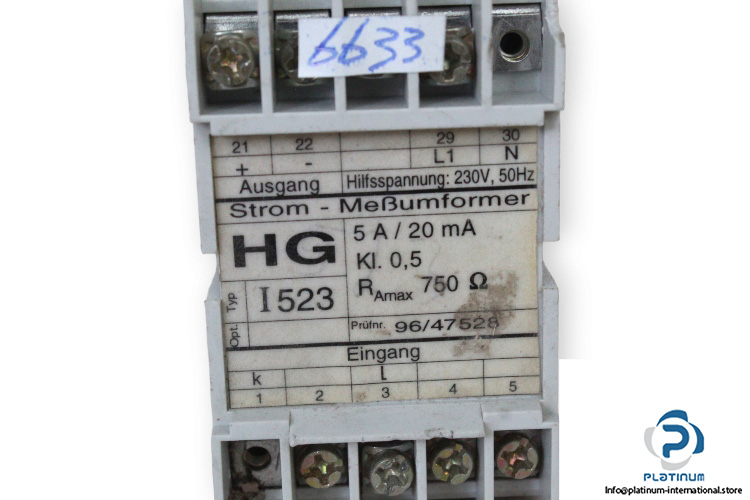 6633
21 22 29 30
+ - L1 N
Ausgang Hilfsspannung: 230V, 50Hz
Strom - Meßumformer
HG
5 A / 20 mA
Kl. 0,5
RAmax 750 Ω
Typ I523
Opt.
Prüfnr. 96/47528
Eingang
k l
1 2 3 4 5
PLATINUM
Info@platinum-international.store